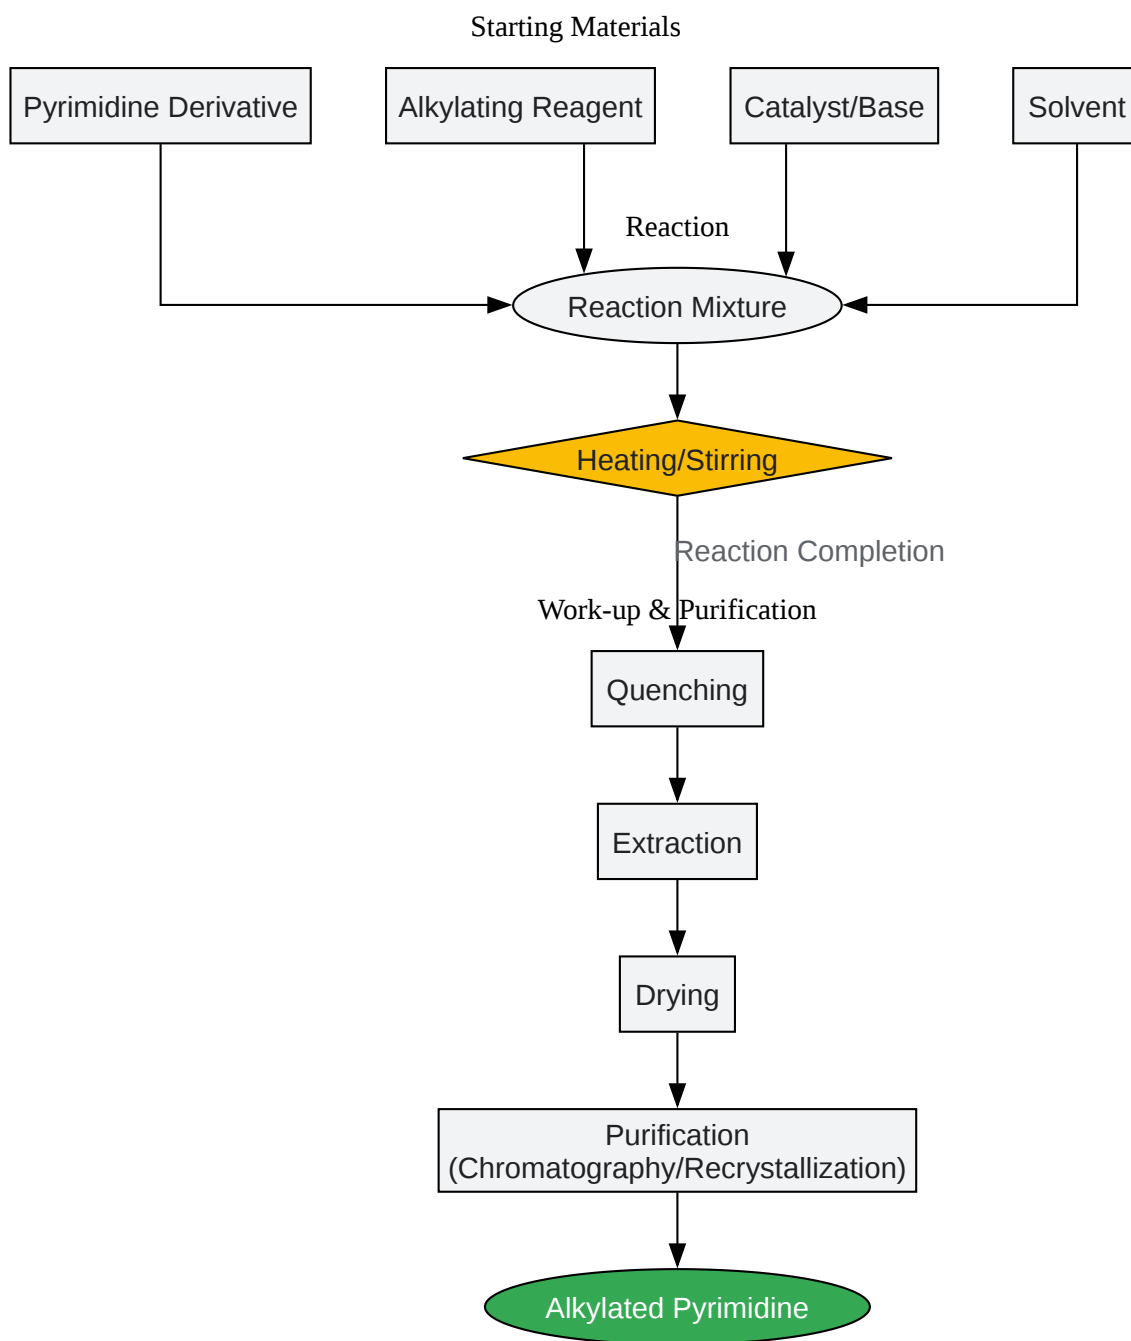 Starting Materials
Pyrimidine Derivative
Alkylating Reagent
Catalyst/Base
Solvent
Reaction
Reaction Mixture
Heating/Stirring
Reaction Completion
Work-up & Purification
Quenching
Extraction
Drying
Purification
(Chromatography/Recrystallization)
Alkylated Pyrimidine